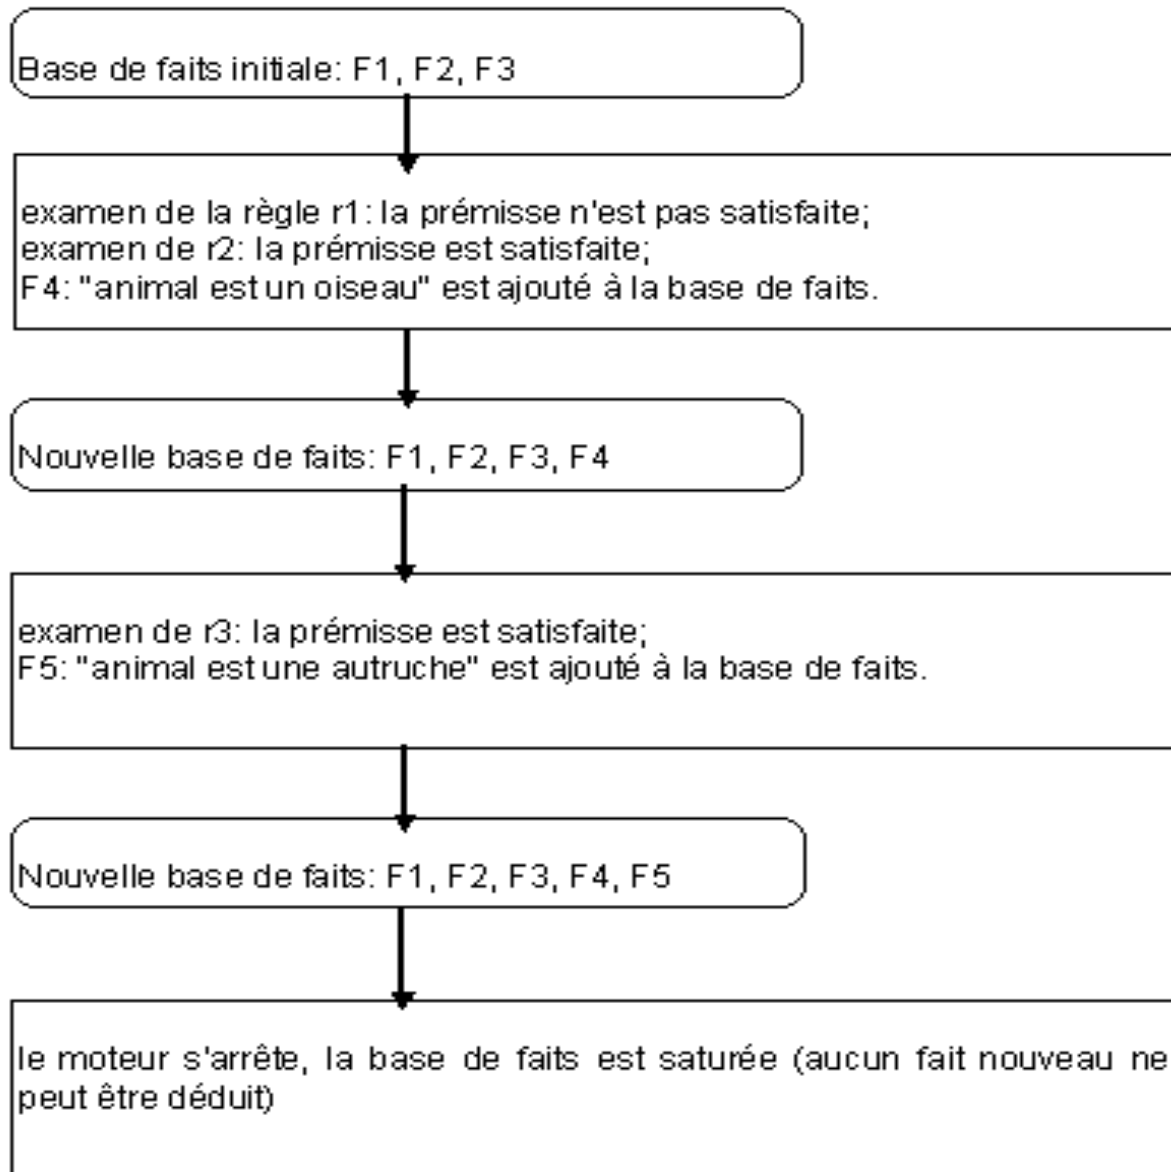 Base de faits initiale: F1, F2, F3
examen de la règle r1: la prémisse n'est pas satisfaite;
examen de r2: la prémisse est satisfaite;
F4: "animal est un oiseau" est ajouté à la base de faits.
Nouvelle base de faits: F1, F2, F3, F4
examen de r3: la prémisse est satisfaite;
F5: "animal est une autruche" est ajouté à la base de faits.
Nouvelle base de faits: F1, F2, F3, F4, F5
le moteur s'arrête, la base de faits est saturée (aucun fait nouveau ne
peut être déduit)